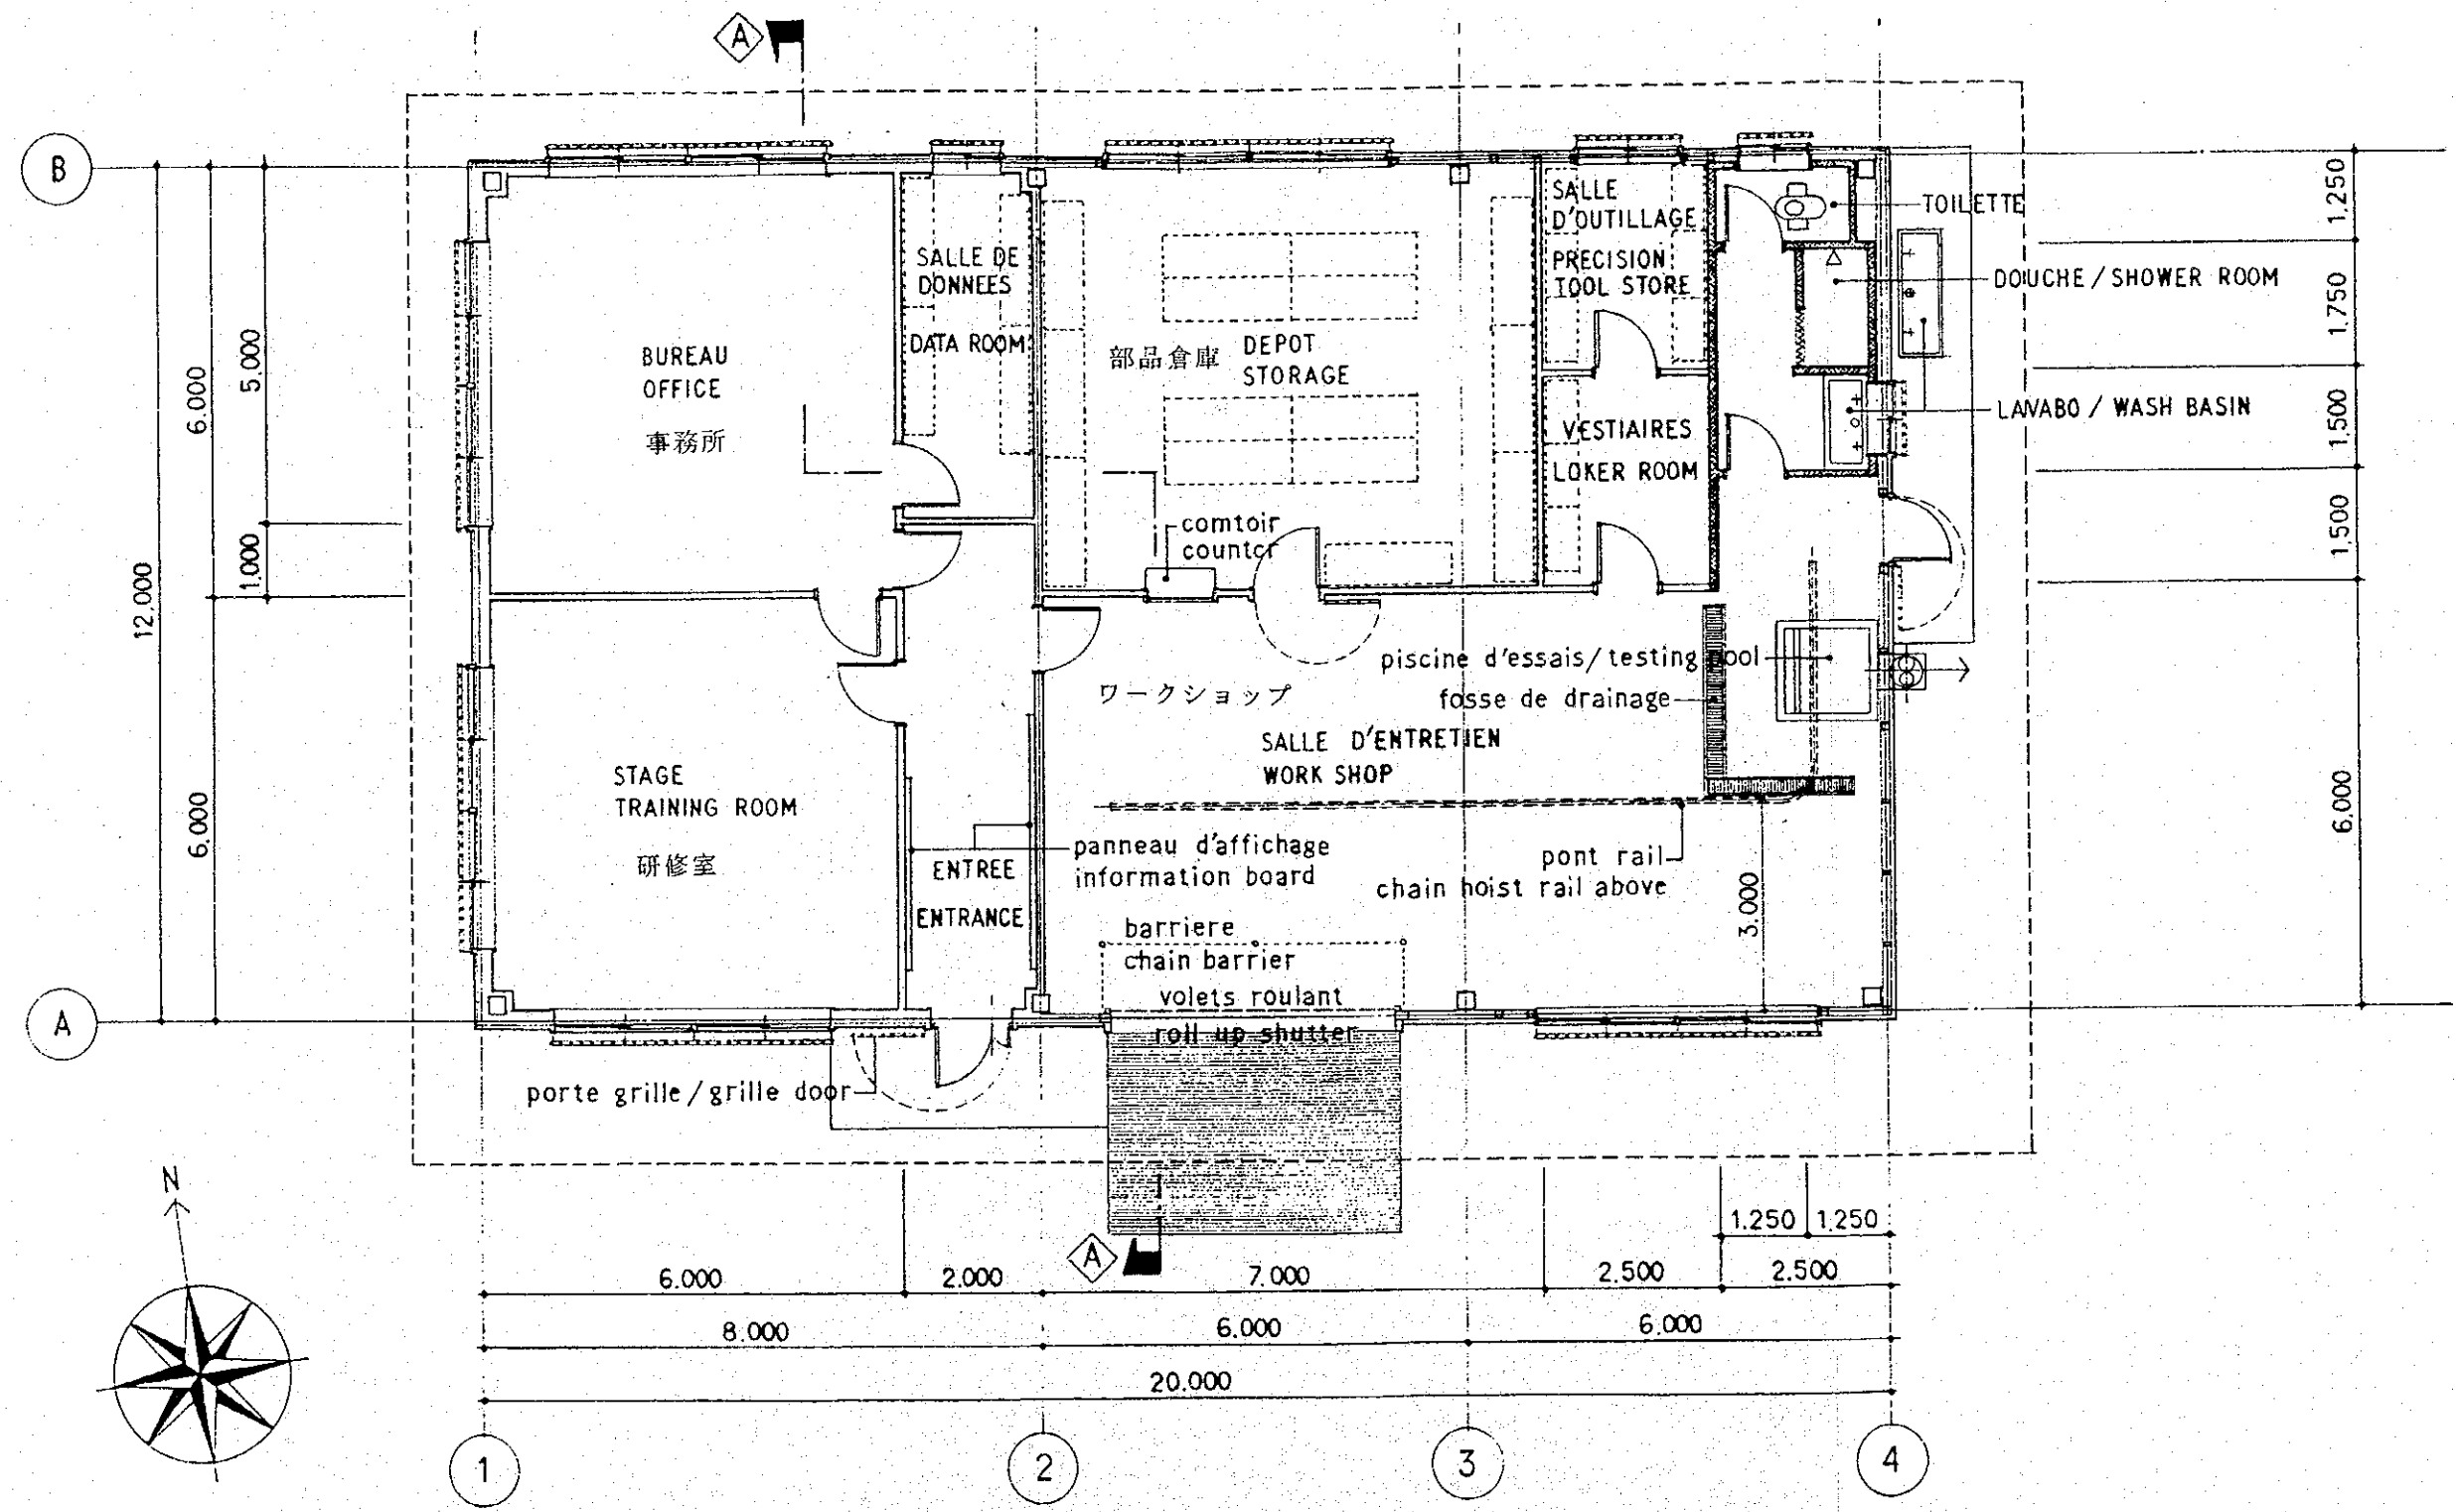 A
B
TOILETTE
1.250
SALLE
D'OUTILLAGE
PRECISION
TOOL STORE
SALLE DE
DONNEES
DATA ROOM
DOUCHE / SHOWER ROOM
1.750
BUREAU
OFFICE
事務所
部品倉庫
DEPOT
STORAGE
5.000
6.000
LAVABO / WASH BASIN
1.500
VESTIAIRES
LOKER ROOM
comtoir
counter
1.500
1.000
12.000
piscine d'essais/testing pool
fosse de drainage
ワークショップ
SALLE D'ENTRETIEN
WORK SHOP
STAGE
TRAINING ROOM
研修室
6.000
6.000
panneau d'affichage
information board
ENTREE
ENTRANCE
pont rail
chain hoist rail above
3.000
barriere
chain barrier
volets roulant
roll up shutter
A
porte grille/grille door
N
1.250 1.250
A
6.000 2.000 7.000 2.500 2.500
8.000 6.000 6.000
20.000
1 2 3 4